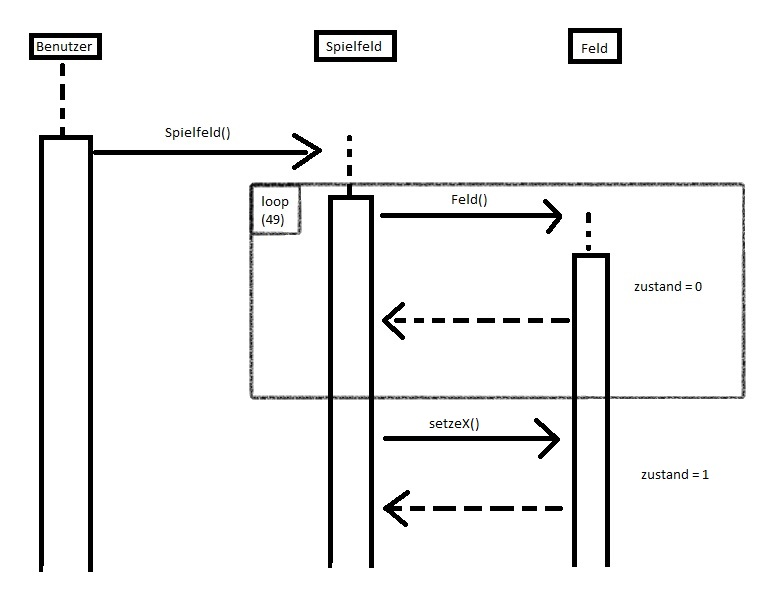 Benutzer
Spielfeld
Feld
Spielfeld()
loop
(49)
Feld()
zustand = 0
setzeX()
zustand = 1